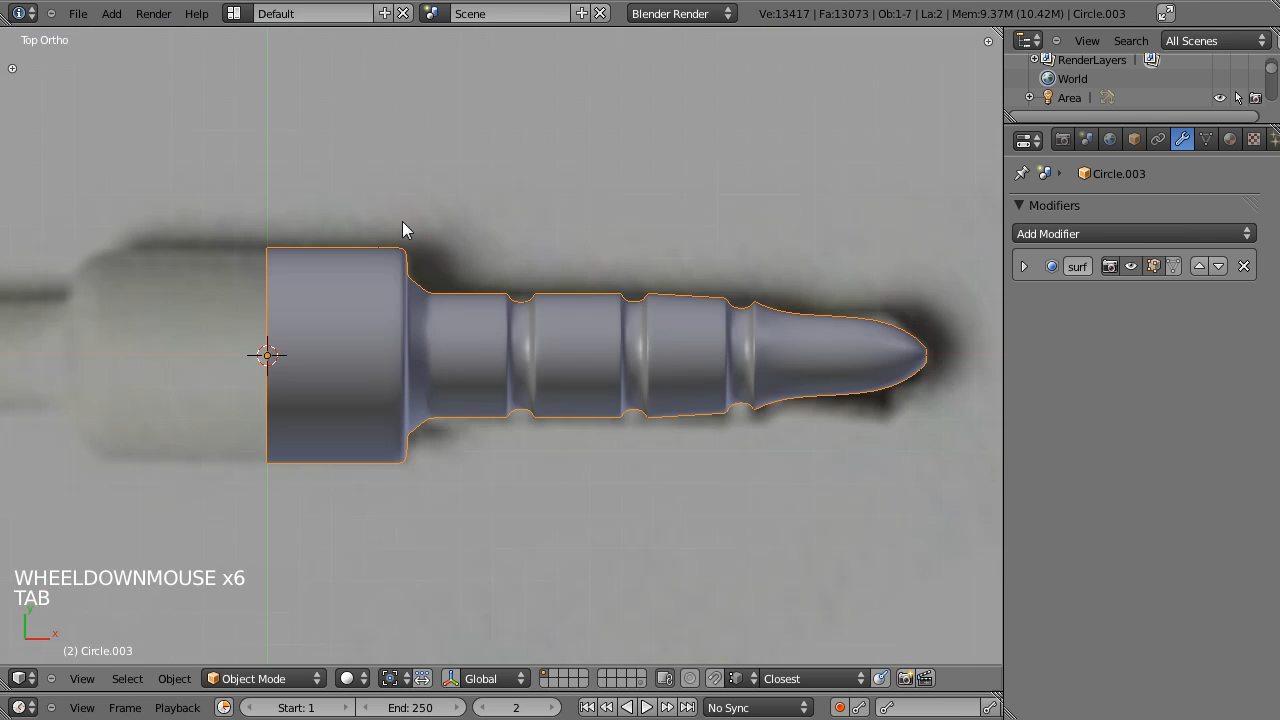 File Add Render Help Default Scene Blender Render Ve:13417 | Fa:13073 | Ob:1-7 | La:2 | Mem:9.37M (10.42M) | Circle.003
Top Ortho
View Search All Scenes
RenderLayers |
World
Area |
Circle.003
Modifiers
Add Modifier
surf
WHEELDOWNMOUSE x6
TAB
y
x
(2) Circle.003
View Select Object Object Mode Global Closest
View Frame Playback Start: 1 End: 250 2 No Sync